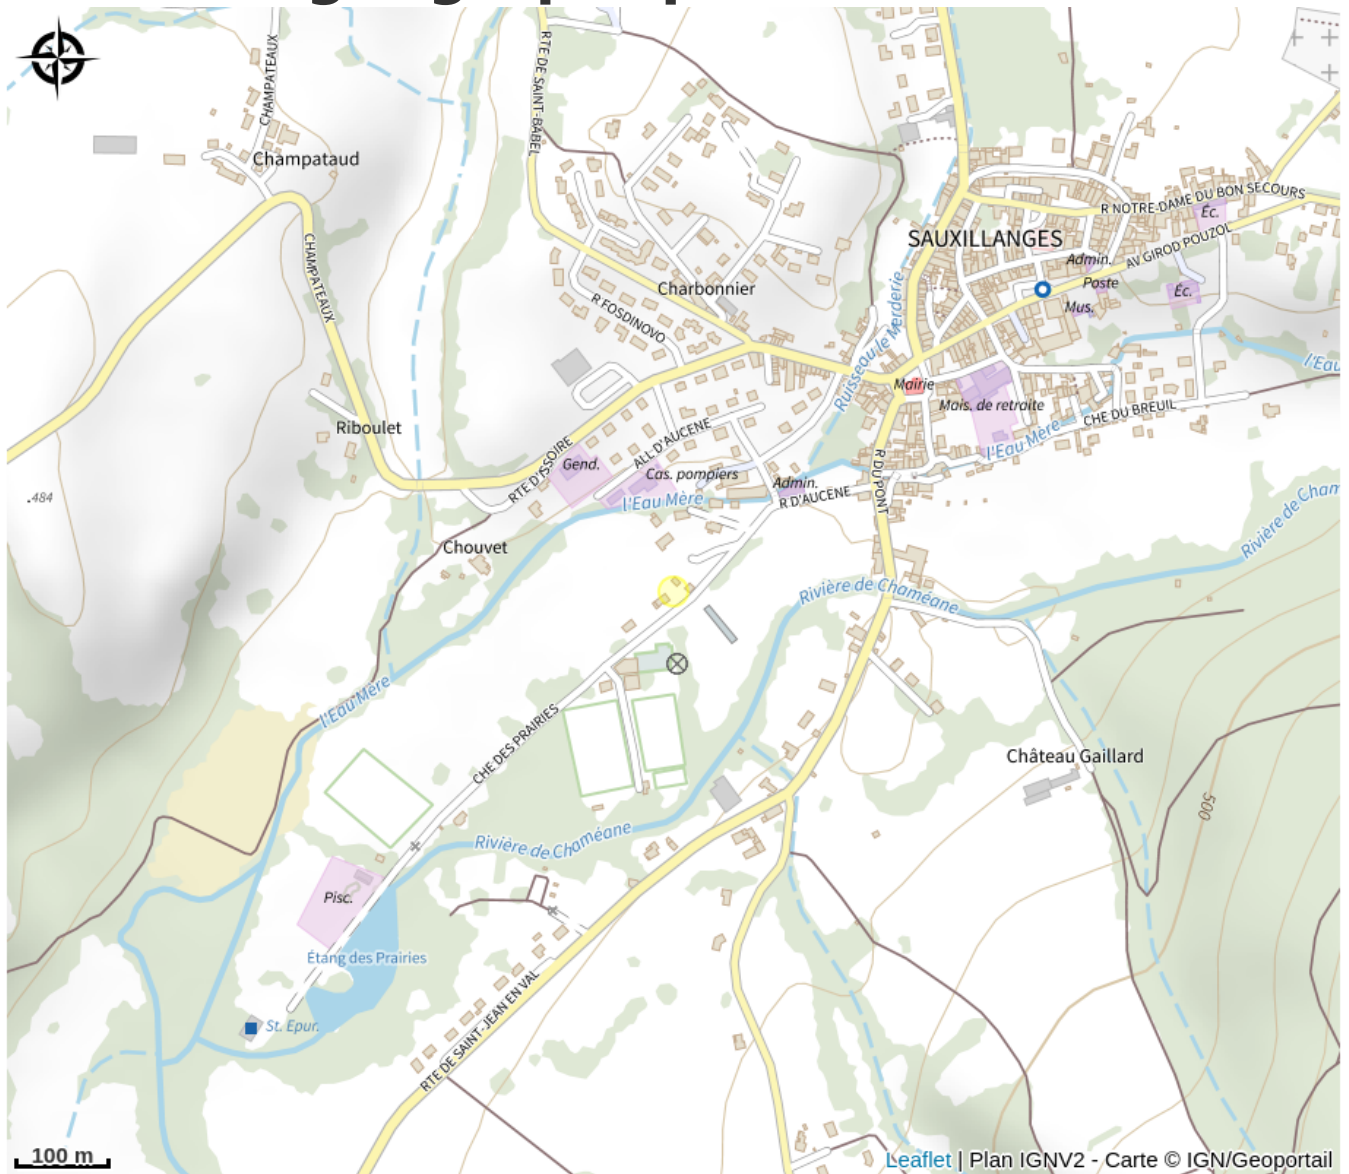 CHAMPATEAUX
RTE DE SAINT-BABEL
Champataud
R NOTRE-DAME DU BON SECOURS
Éc.
SAUXILLANGES
AV GIROD POUZOL
Admin.
CHAMPATEAUX
Charbonnier
Poste
Éc.
R FOSDINOVO
Mus.
Ruisseau le Merderie
l'Eau
Mairie
Mais. de retraite
CHE DU BREUIL
Riboulet
ALL D'AUCENE
l'Eau Mère
RTE D'ISSOIRE
Gend.
Cas. pompiers
R DU PONT
.484
Admin.
l'Eau Mère
R D'AUCENE
Rivière de Cham
Chouvet
Rivière de Chaméane
l'Eau Mère
CHE DES PRAIRIES
Château Gaillard
500
Rivière de Chaméane
Pisc.
Étang des Prairies
St. Epur.
RTE DE SAINT-JEAN EN VAL
100 m
Leaflet | Plan IGNV2 - Carte © IGN/Geoportail